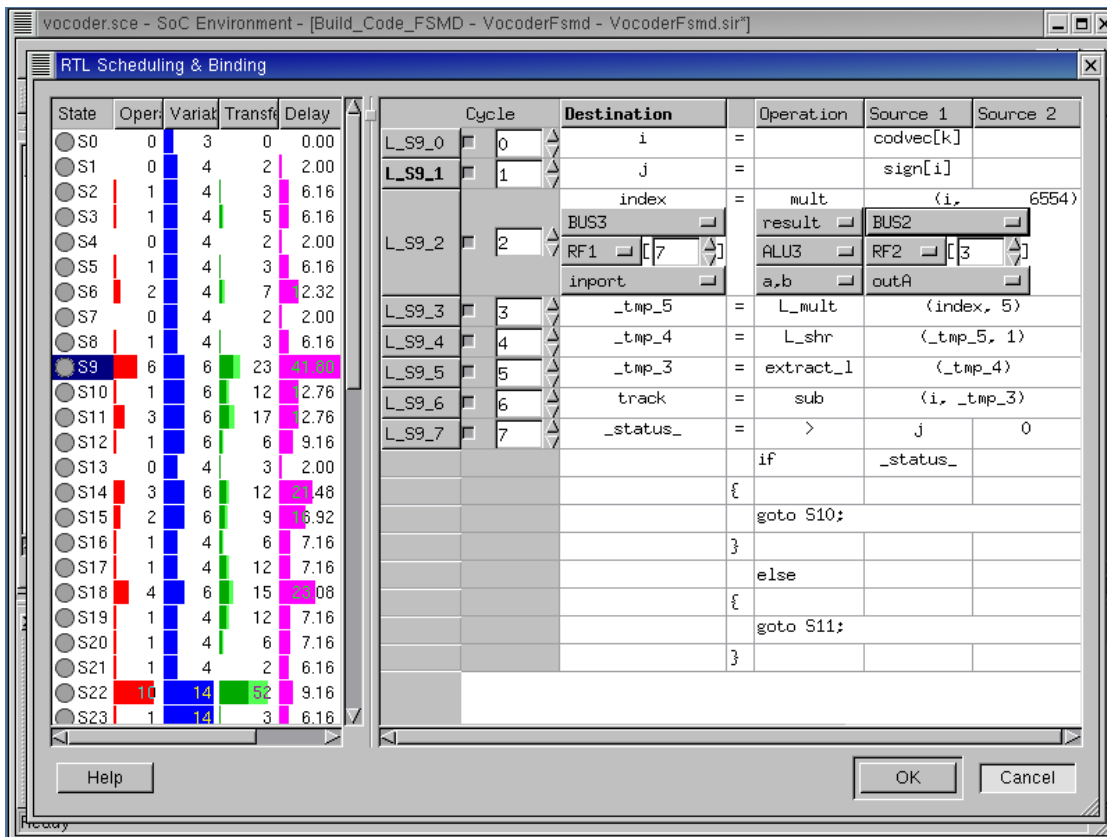 vocoder.sce - SoC Environment - [Build_Code_FSMD - VocoderFsmd - VocoderFsmd.sir*]
RTL Scheduling & Binding
State Oper Variab Transfe Delay
S0 0 3 0 0.00
S1 0 4 2 2.00
S2 1 4 3 6.16
S3 1 4 5 6.16
S4 0 4 2 2.00
S5 1 4 3 6.16
S6 2 4 7 12.32
S7 0 4 2 2.00
S8 1 4 3 6.16
S9 6 6 23 41.80
S10 1 6 12 12.76
S11 3 6 17 12.76
S12 1 6 6 9.16
S13 0 4 3 2.00
S14 3 6 12 21.48
S15 2 6 9 16.92
S16 1 4 6 7.16
S17 1 4 12 7.16
S18 4 6 15 23.08
S19 1 4 12 7.16
S20 1 4 6 7.16
S21 1 4 2 6.16
S22 10 14 52 9.16
S23 1 14 3 6.16
Cycle Destination Operation Source 1 Source 2
L_S9_0 0 i = codvec[k]
L_S9_1 1 j = sign[i]
index = mult (i, 6554)
BUS3 result BUS2
L_S9_2 2 RF1 [7] ALU3 RF2 [3]
inport a,b outA
L_S9_3 3 _tmp_5 = L_mult (index, 5)
L_S9_4 4 _tmp_4 = L_shr (_tmp_5, 1)
L_S9_5 5 _tmp_3 = extract_l (_tmp_4)
L_S9_6 6 track = sub (i, _tmp_3)
L_S9_7 7 _status_ = > j 0
if _status_
{
goto S10;
}
else
{
goto S11;
}
Help OK Cancel
Ready